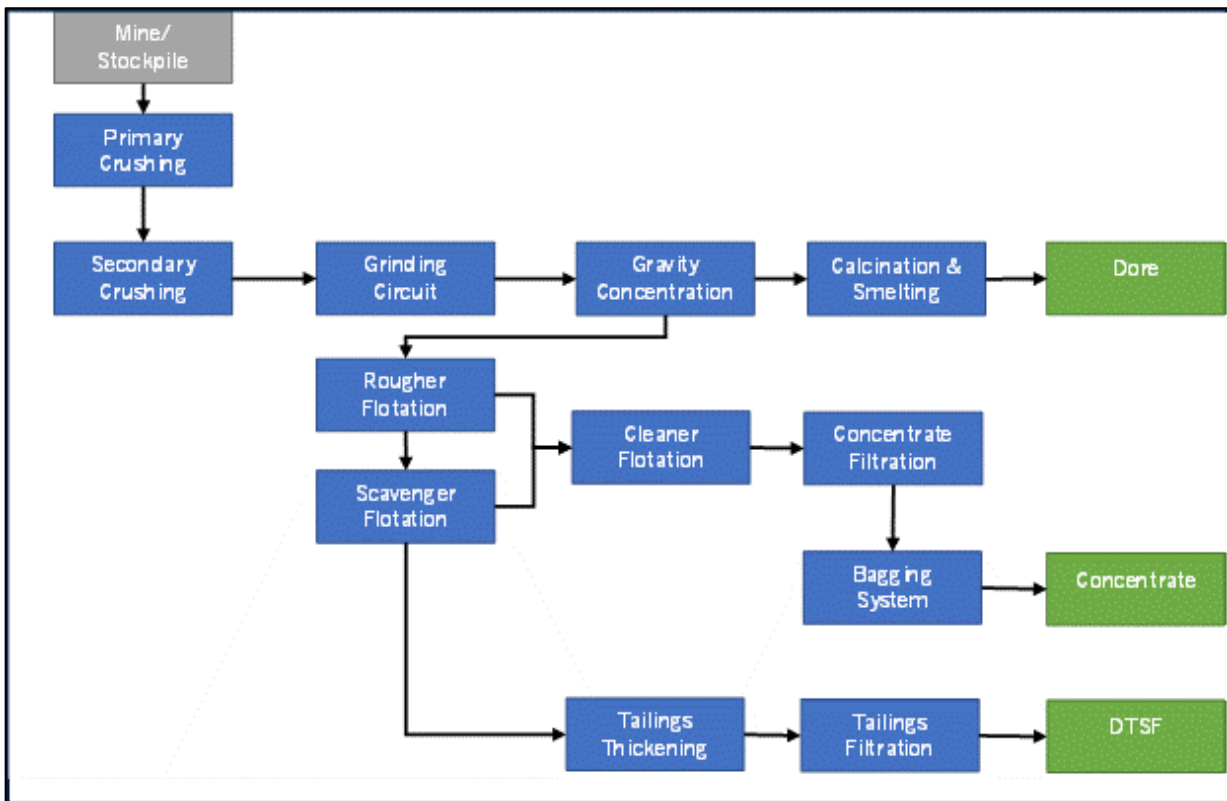 Mine/
Stockpile
Primary
Crushing
Secondary
Crushing
Grinding
Circuit
Gravity
Concentration
Calcination &
Smelting
Dore
Rougher
Flotation
Cleaner
Flotation
Concentrate
Filtration
Scavenger
Flotation
Bagging
System
Concentrate
Tailings
Thickening
Tailings
Filtration
DTSF